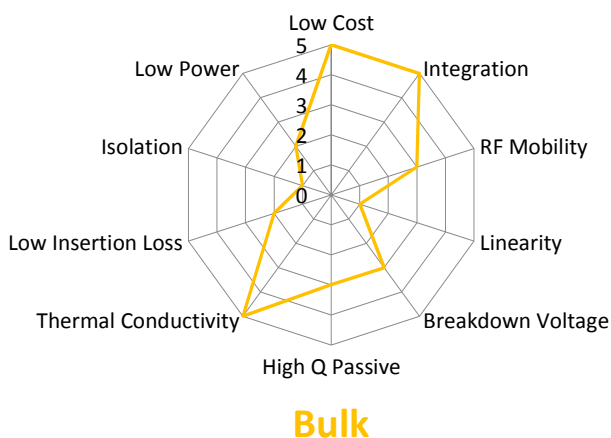 Low Cost
Low Power
Integration
Isolation
RF Mobility
Low Insertion Loss
Linearity
Thermal Conductivity
Breakdown Voltage
High Q Passive
5
4
3
2
1
0
Bulk